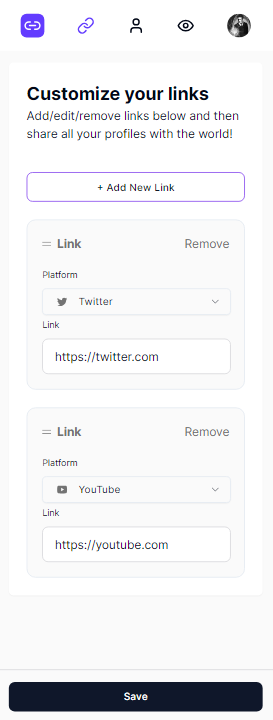 Customize your links
Add/edit/remove links below and then
share all your profiles with the world!
+ Add New Link
Link Remove
Platform
Twitter
Link
https://twitter.com
Link Remove
Platform
YouTube
Link
https://youtube.com
Save